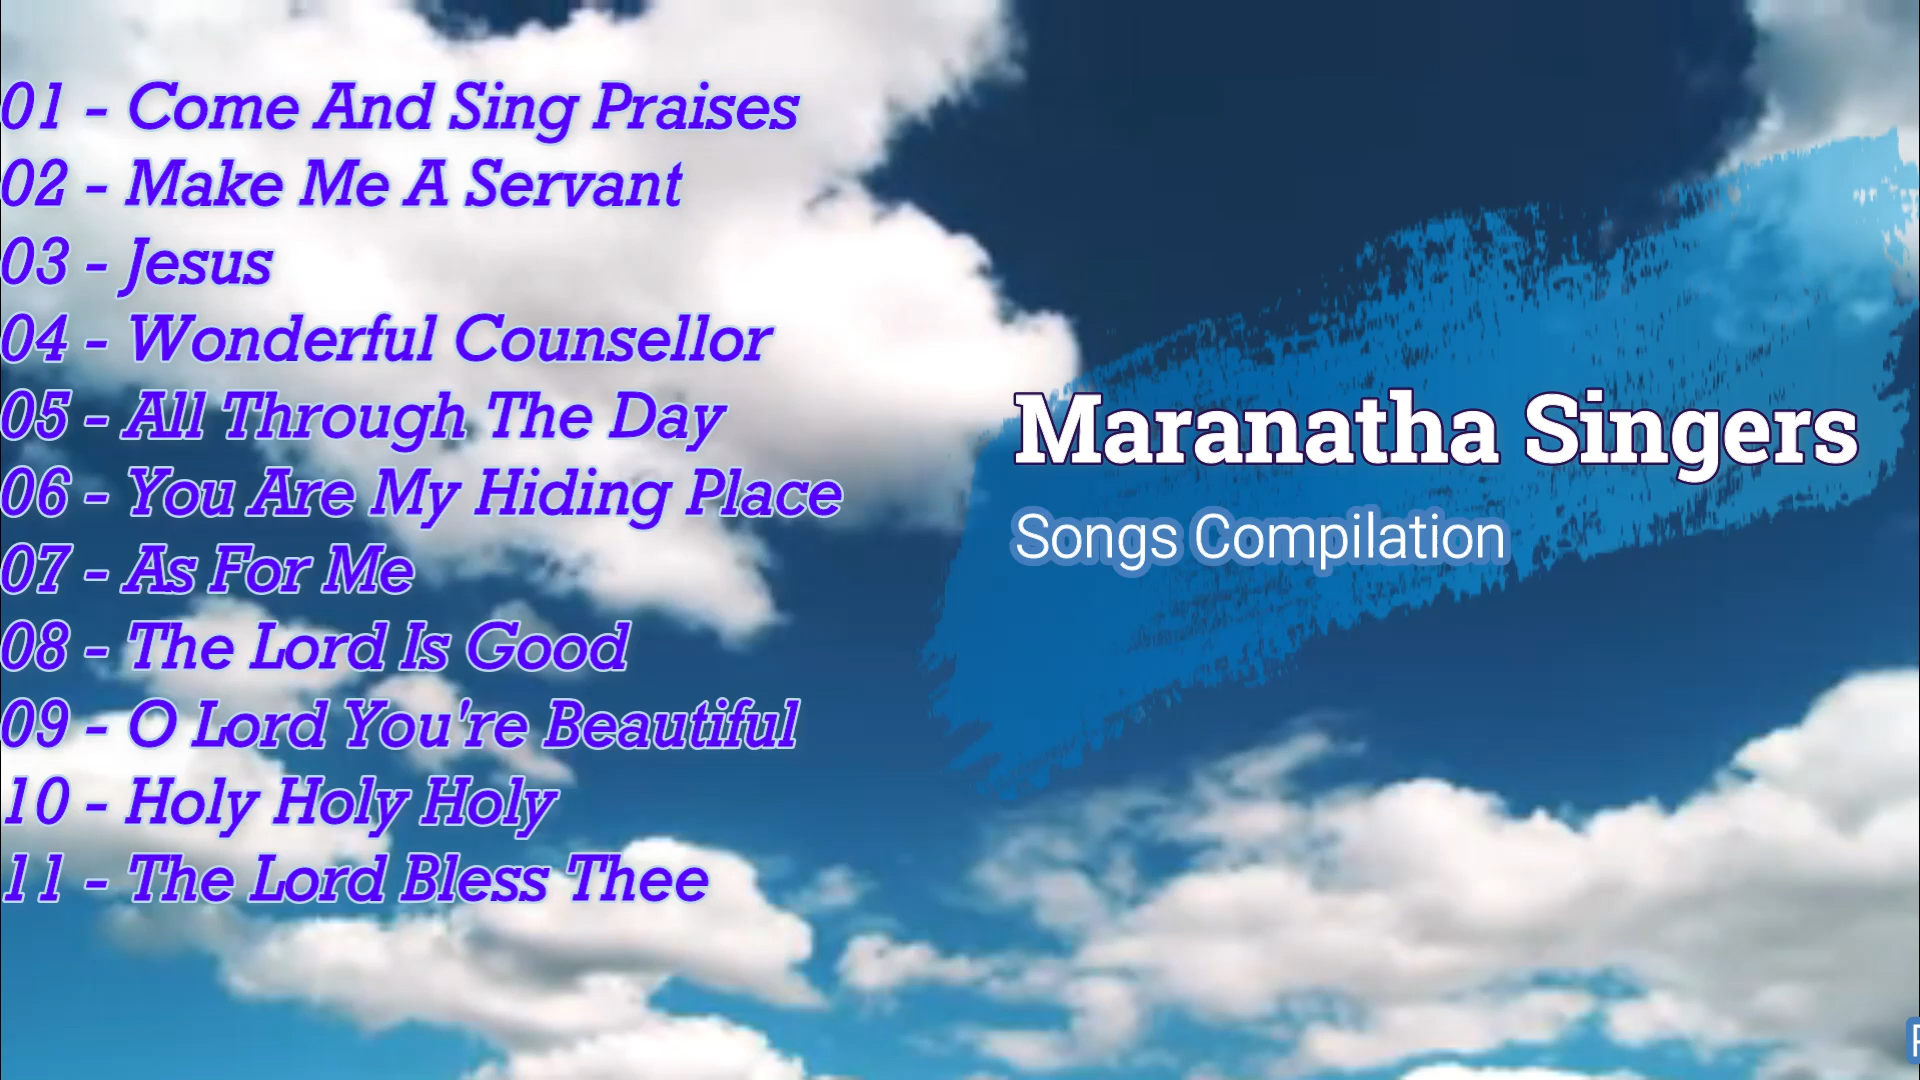 01 - Come And Sing Praises
02 - Make Me A Servant
03 - Jesus
04 - Wonderful Counsellor
05 - All Through The Day
06 - You Are My Hiding Place
07 - As For Me
08 - The Lord Is Good
09 - O Lord You're Beautiful
10 - Holy Holy Holy
11 - The Lord Bless Thee
Maranatha Singers
Songs Compilation